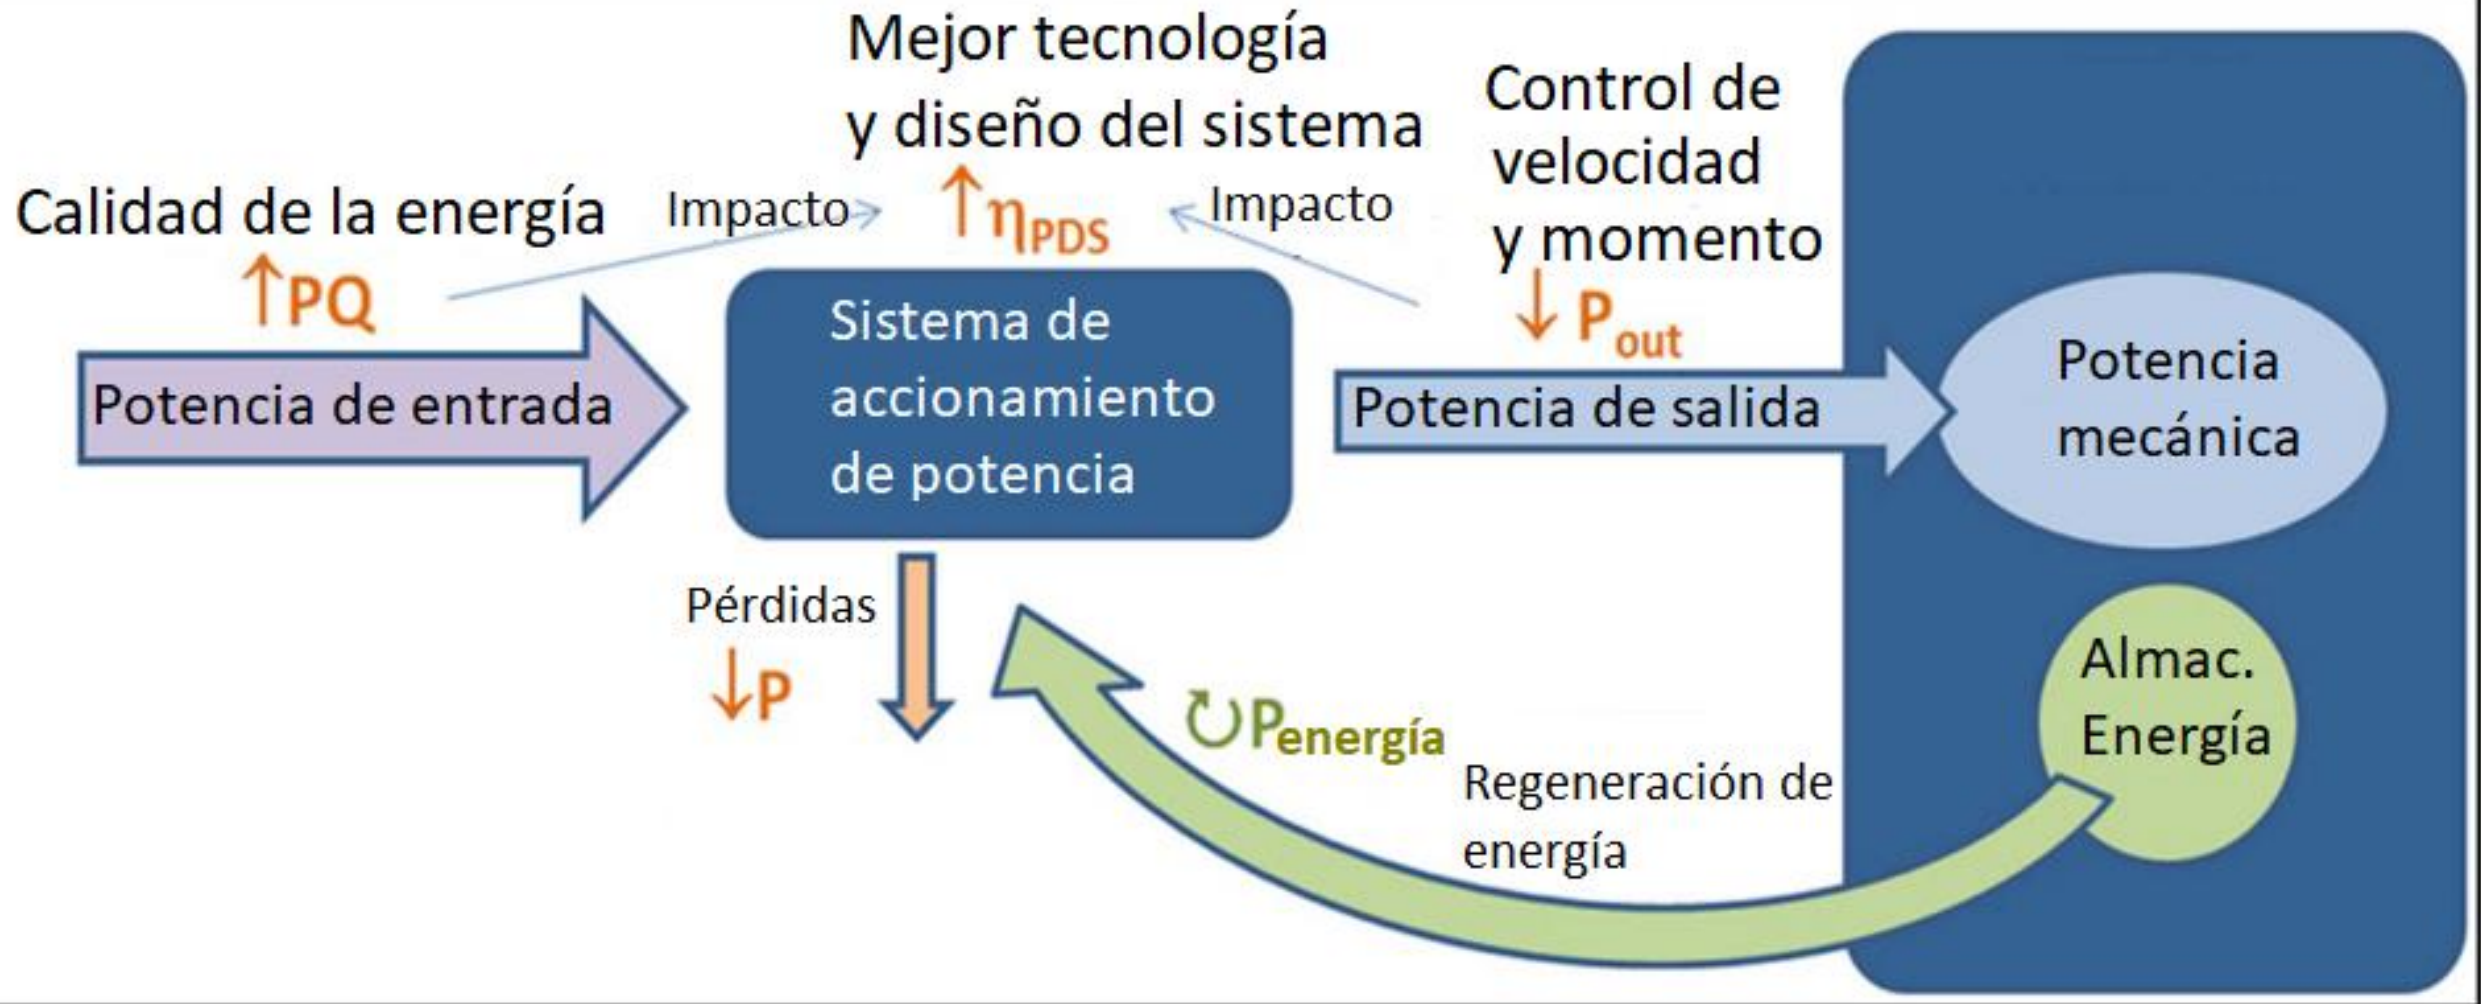 Mejor tecnología
y diseño del sistema
↑ηPDS
Calidad de la energía
↑PQ
Impacto
Impacto
Control de
velocidad
y momento
↓ Pout
Potencia de entrada
Sistema de
accionamiento
de potencia
Potencia de salida
Potencia
mecánica
Pérdidas
↓P
↻Penergía
Regeneración de
energía
Almac.
Energía